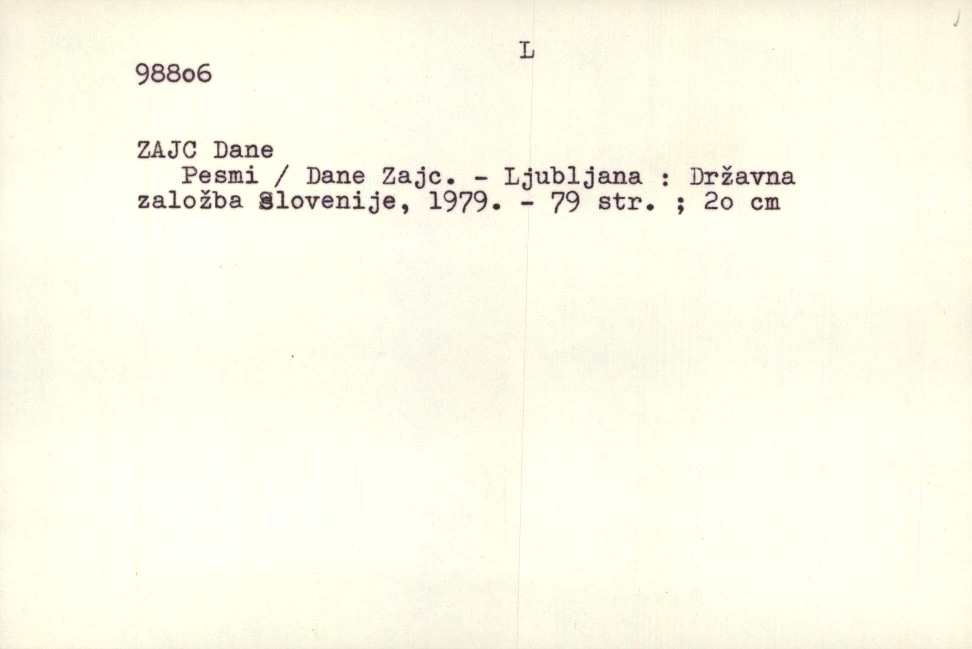 L
988o6
ZAJC Dane
Pesmi / Dane Zajc. - Ljubljana : Državna
založba Slovenije, 1979. - 79 str. ; 2o cm